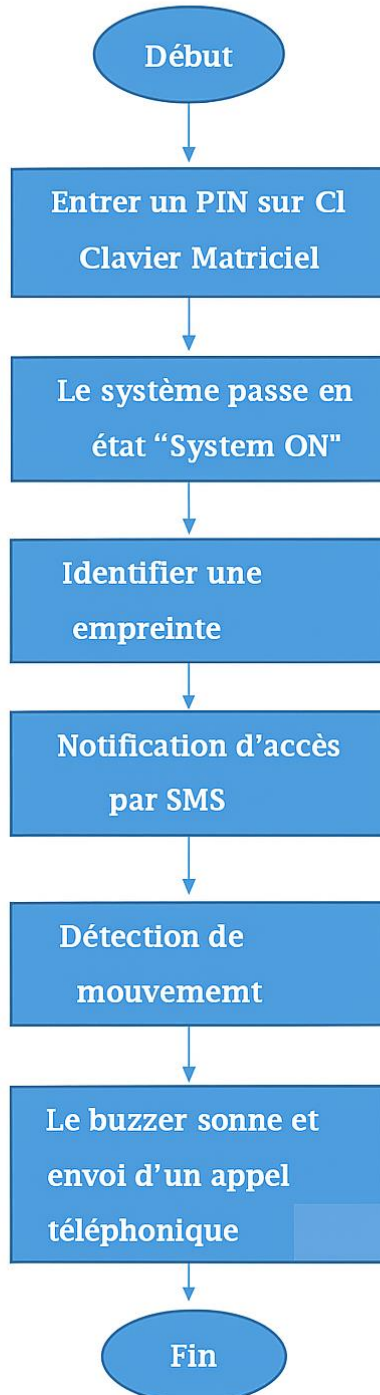 Début
Entrer un PIN sur Cl
Clavier Matriciel
Le système passe en
état “System ON"
Identifier une
empreinte
Notification d’accès
par SMS
Détection de
mouvememt
Le buzzer sonne et
envoi d’un appel
téléphonique
Fin